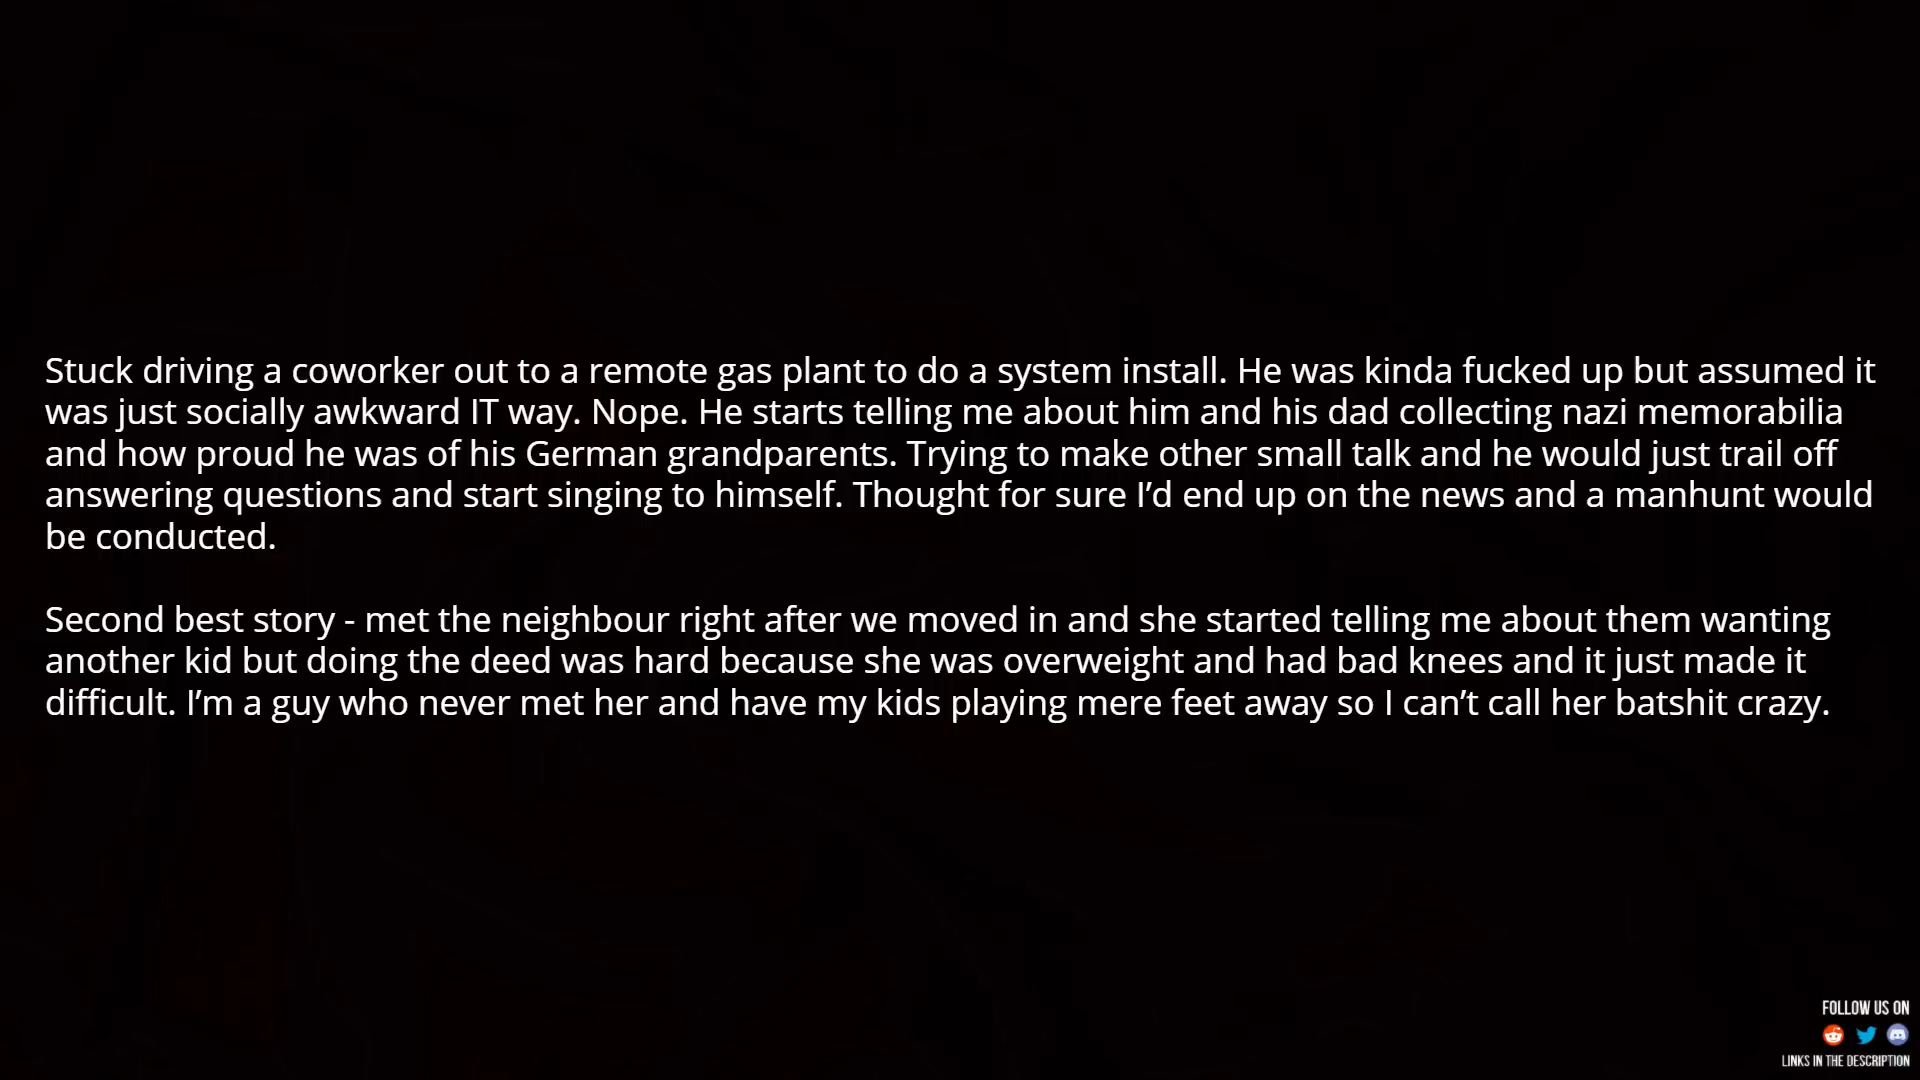 Stuck driving a coworker out to a remote gas plant to do a system install. He was kinda fucked up but assumed it
was just socially awkward IT way. Nope. He starts telling me about him and his dad collecting nazi memorabilia
and how proud he was of his German grandparents. Trying to make other small talk and he would just trail off
answering questions and start singing to himself. Thought for sure I’d end up on the news and a manhunt would
be conducted.
Second best story - met the neighbour right after we moved in and she started telling me about them wanting
another kid but doing the deed was hard because she was overweight and had bad knees and it just made it
difficult. I’m a guy who never met her and have my kids playing mere feet away so I can’t call her batshit crazy.
FOLLOW US ON
LINKS IN THE DESCRIPTION